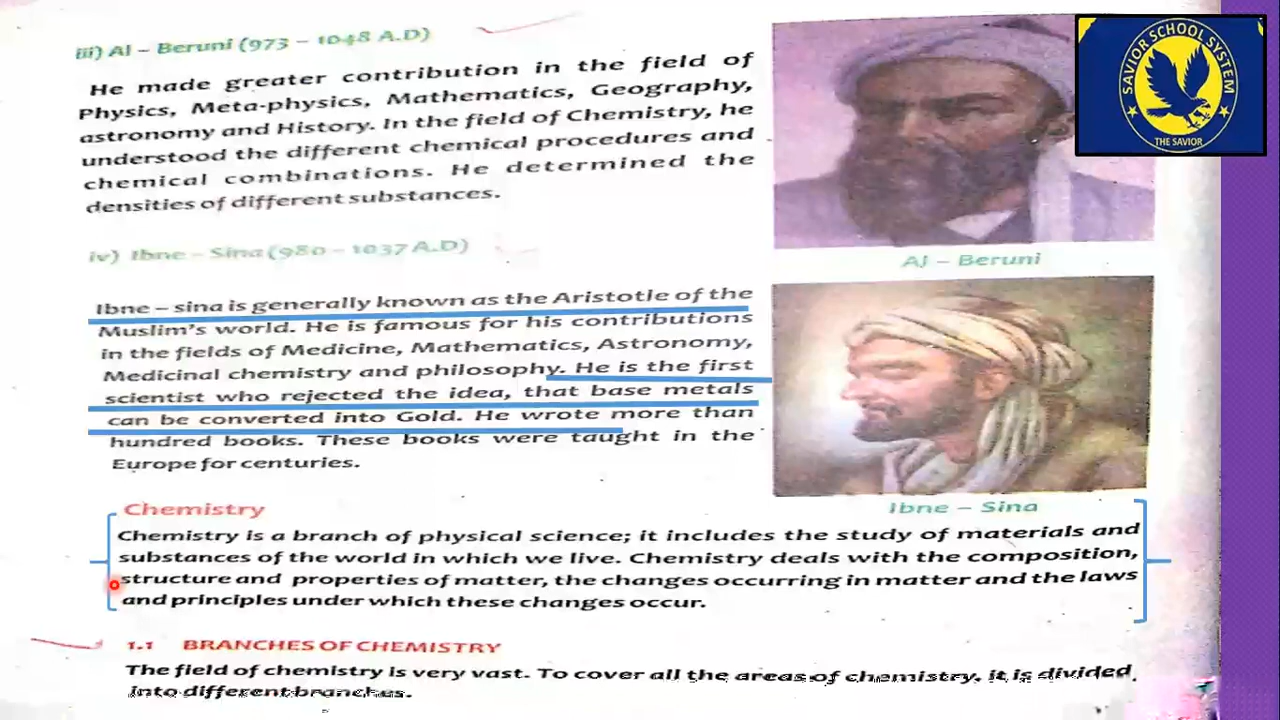 iii) Al – Beruni (973 – 1048 A.D)
He made greater contribution in the field of
Physics, Meta-physics, Mathematics, Geography,
astronomy and History. In the field of Chemistry, he
understood the different chemical procedures and
chemical combinations. He determined the
densities of different substances.
Al – Beruni
iv) Ibne – Sina (980 – 1037 A.D)
Ibne – sina is generally known as the Aristotle of the
Muslim's world. He is famous for his contributions
in the fields of Medicine, Mathematics, Astronomy,
Medicinal chemistry and philosophy. He is the first
scientist who rejected the idea, that base metals
can be converted into Gold. He wrote more than
hundred books. These books were taught in the
Europe for centuries.
Ibne – Sina
Chemistry
Chemistry is a branch of physical science; it includes the study of materials and
substances of the world in which we live. Chemistry deals with the composition,
structure and properties of matter, the changes occurring in matter and the laws
and principles under which these changes occur.
1.1 BRANCHES OF CHEMISTRY
The field of chemistry is very vast. To cover all the areas of chemistry, it is divided
into different branches.
SAVIOR SCHOOL SYSTEM
THE SAVIOR